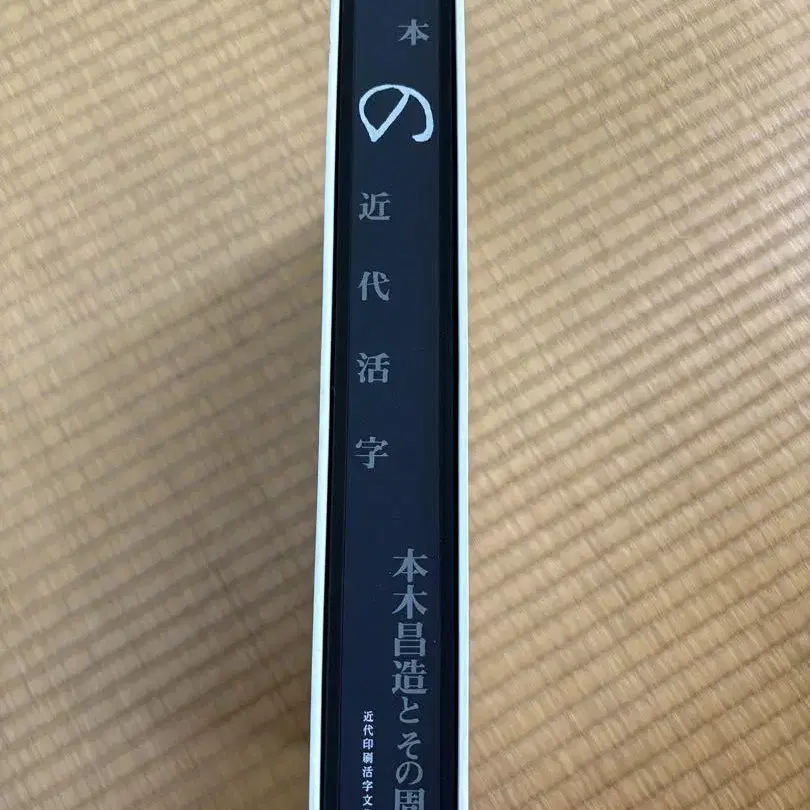 本の近代活字
本木昌造とその周
近代印刷活字文